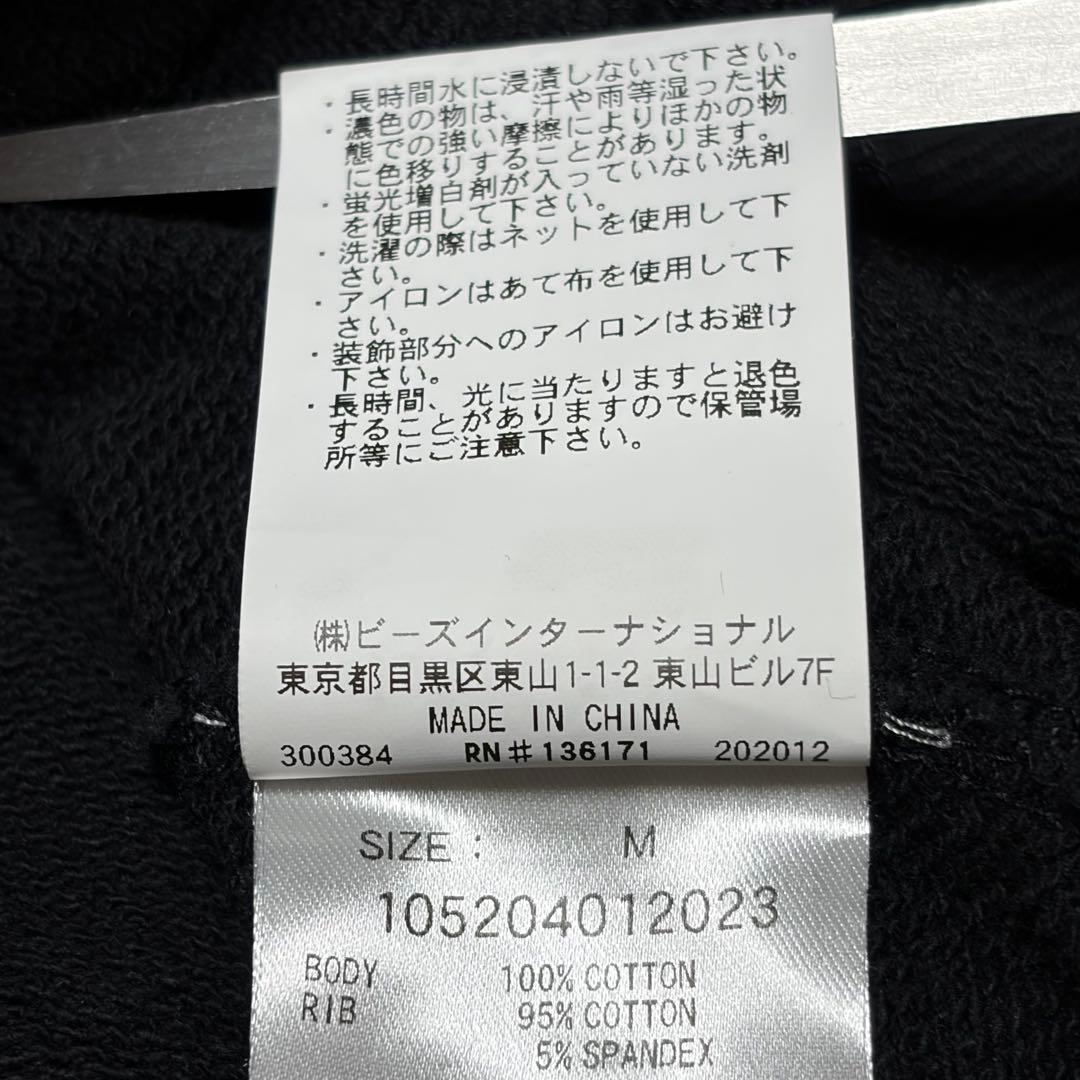 ・長時間水に浸漬しないで下さい。
・濃色の物は、汗や雨等湿った状
態での強い摩擦によりほかの物
に色移りすることがあります。
・蛍光増白剤が入っていない洗剤
を使用して下さい。
・洗濯の際はネットを使用して下
さい。
・アイロンはあて布を使用して下
さい。
・装飾部分へのアイロンはお避け
下さい。
・長時間、光に当たりますと退色
することがありますので保管場
所等にご注意下さい。
㈱ビーズインターナショナル
東京都目黒区東山1-1-2 東山ビル7F
MADE IN CHINA
300384 RN#136171 202012
SIZE : M
105204012023
BODY 100% COTTON
RIB 95% COTTON
5% SPANDEX